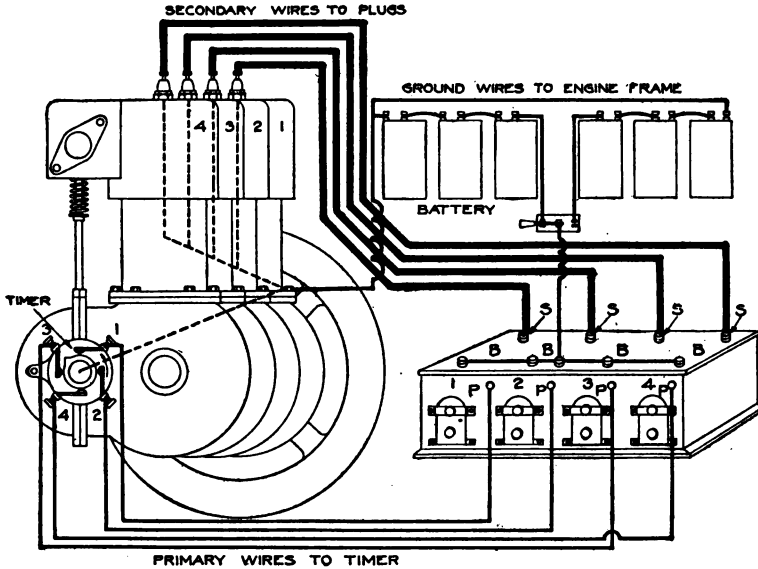 SECONDARY WIRES TO PLUGS
GROUND WIRES TO ENGINE FRAME
4 3 2 1
BATTERY
TIMER
3 1
4 2
S S S S
B B B B
1 P 2 P 3 P 4 P
PRIMARY WIRES TO TIMER